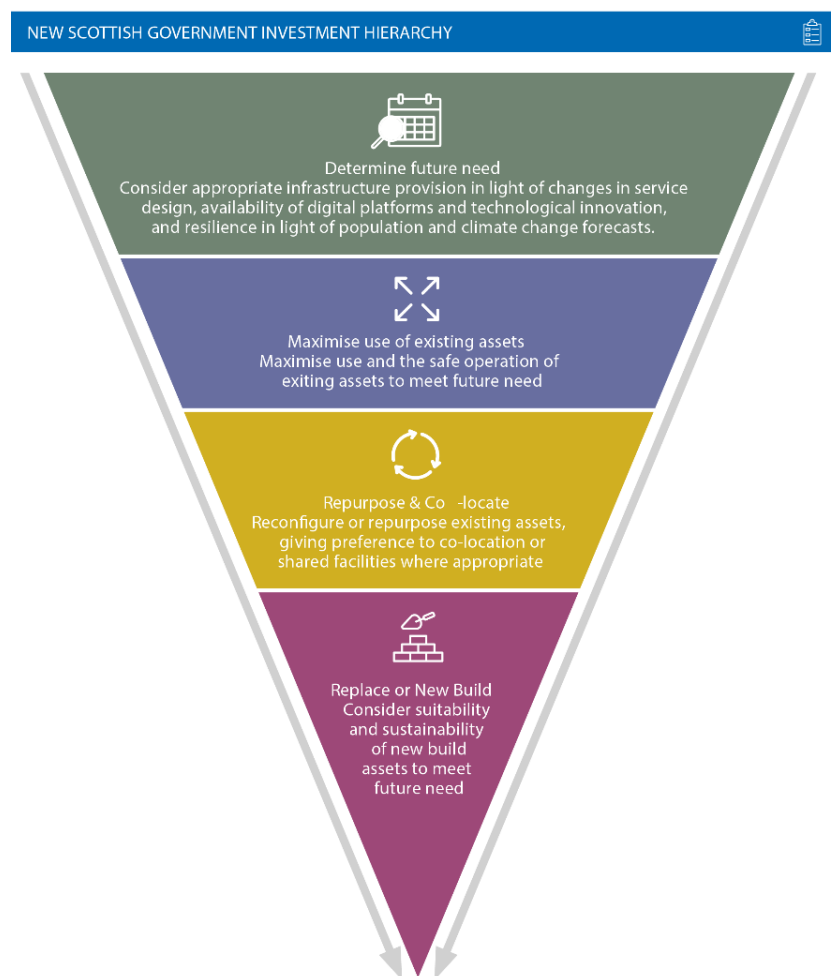 NEW SCOTTISH GOVERNMENT INVESTMENT HIERARCHY
Determine future need
Consider appropriate infrastructure provision in light of changes in service
design, availability of digital platforms and technological innovation,
and resilience in light of population and climate change forecasts.
Maximise use of existing assets
Maximise use and the safe operation of
exiting assets to meet future need
Repurpose & Co -locate
Reconfigure or repurpose existing assets,
giving preference to co-location or
shared facilities where appropriate
Replace or New Build
Consider suitability
and sustainability
of new build
assets to meet
future need